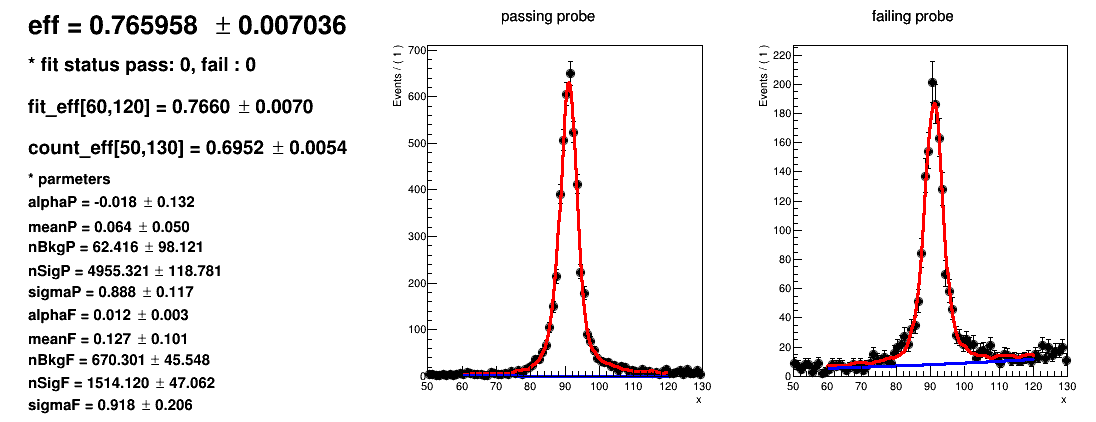 eff = 0.765958 ± 0.007036
* fit status pass: 0, fail : 0
fit_eff[60,120] = 0.7660 ± 0.0070
count_eff[50,130] = 0.6952 ± 0.0054
* parmeters
alphaP = -0.018 ± 0.132
meanP = 0.064 ± 0.050
nBkgP = 62.416 ± 98.121
nSigP = 4955.321 ± 118.781
sigmaP = 0.888 ± 0.117
alphaF = 0.012 ± 0.003
meanF = 0.127 ± 0.101
nBkgF = 670.301 ± 45.548
nSigF = 1514.120 ± 47.062
sigmaF = 0.918 ± 0.206
passing probe
Events / ( 1 )
700
600
500
400
300
200
100
0
50 60 70 80 90 100 110 120 130
x
failing probe
Events / ( 1 )
220
200
180
160
140
120
100
80
60
40
20
0
50 60 70 80 90 100 110 120 130
x